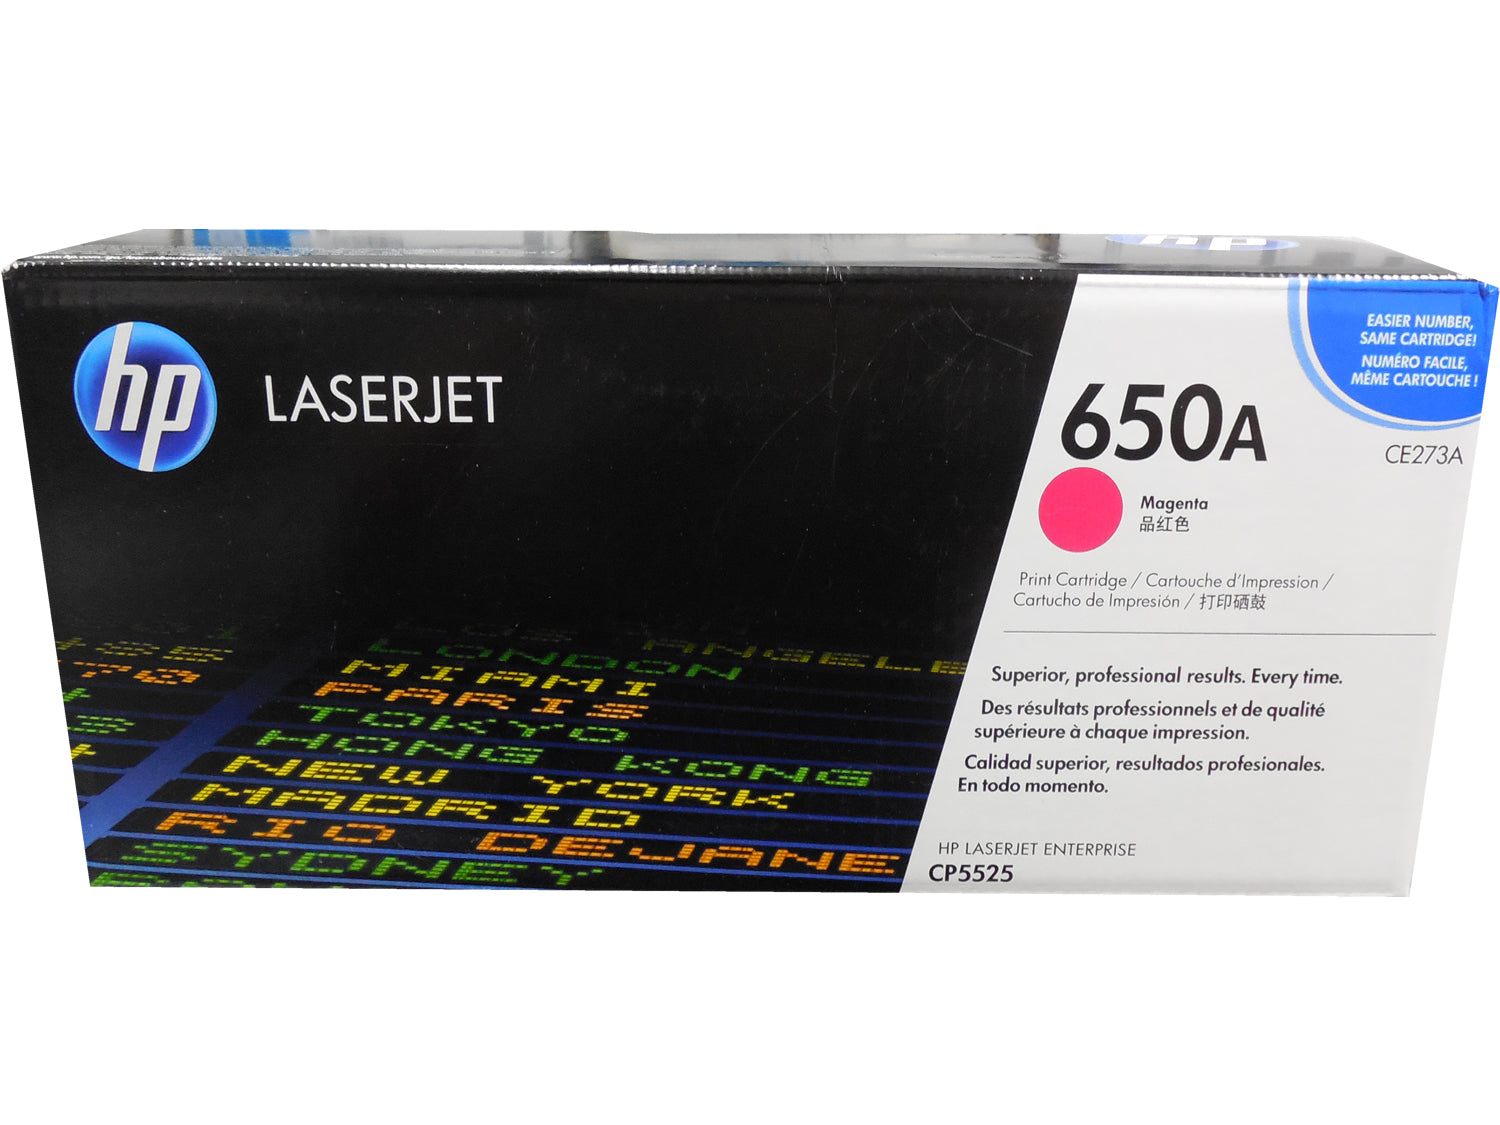 hp
hp
LASERJET
EASIER NUMBER,
SAME CARTRIDGE!
NUMÉRO FACILE,
MÊME CARTOUCHE !
650A
CE273A
Magenta
品红色
Print Cartridge / Cartouche d'Impression /
Cartucho de Impresión / 打印硒鼓
Superior, professional results. Every time.
Des résultats professionnels et de qualité
supérieure à chaque impression.
Calidad superior, resultados profesionales.
En todo momento.
HP LASERJET ENTERPRISE
CP5525
LONDON
MIAMI
PARIS
TOKYO
HONG KONG
NEW YORK
MADRID
RIO DEJANE
SYDNEY